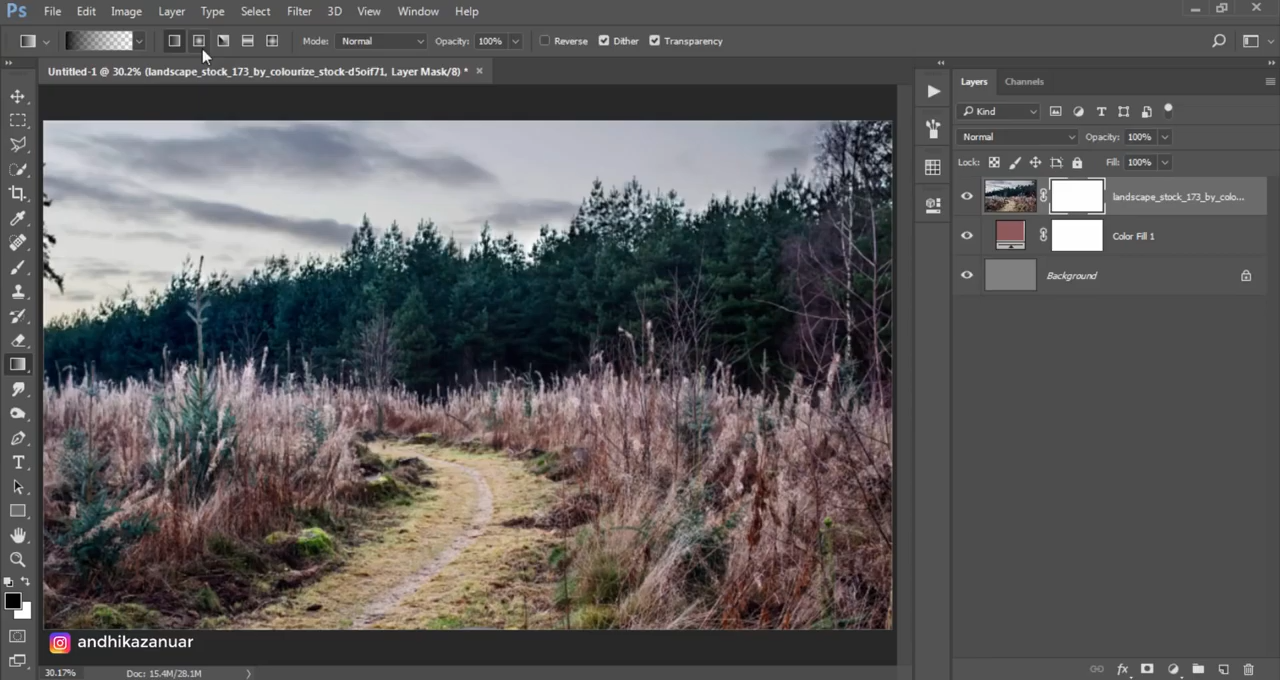 Ps File Edit Image Layer Type Select Filter 3D View Window Help
Mode: Normal Opacity: 100% Reverse Dither Transparency
Untitled-1 @ 30.2% (landscape_stock_173_by_colourize_stock-d5oif71, Layer Mask/8) *
Layers Channels
Kind
Normal Opacity: 100%
Lock: Fill: 100%
landscape_stock_173_by_colo...
Color Fill 1
Background
andhikazanuar
30.17% Doc: 15.4M/28.1M